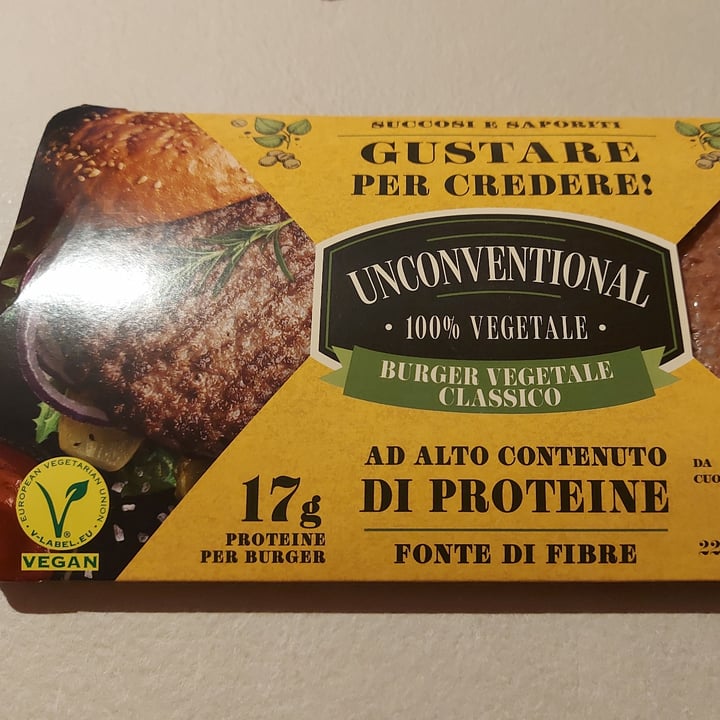 SUCCOSI E SAPORITI
GUSTARE
PER CREDERE!
UNCONVENTIONAL
• 100% VEGETALE •
BURGER VEGETALE
CLASSICO
AD ALTO CONTENUTO
DI PROTEINE
FONTE DI FIBRE
17g
PROTEINE
PER BURGER
EUROPEAN VEGETARIAN UNION
• V-LABEL.EU •
VEGAN
DA
22